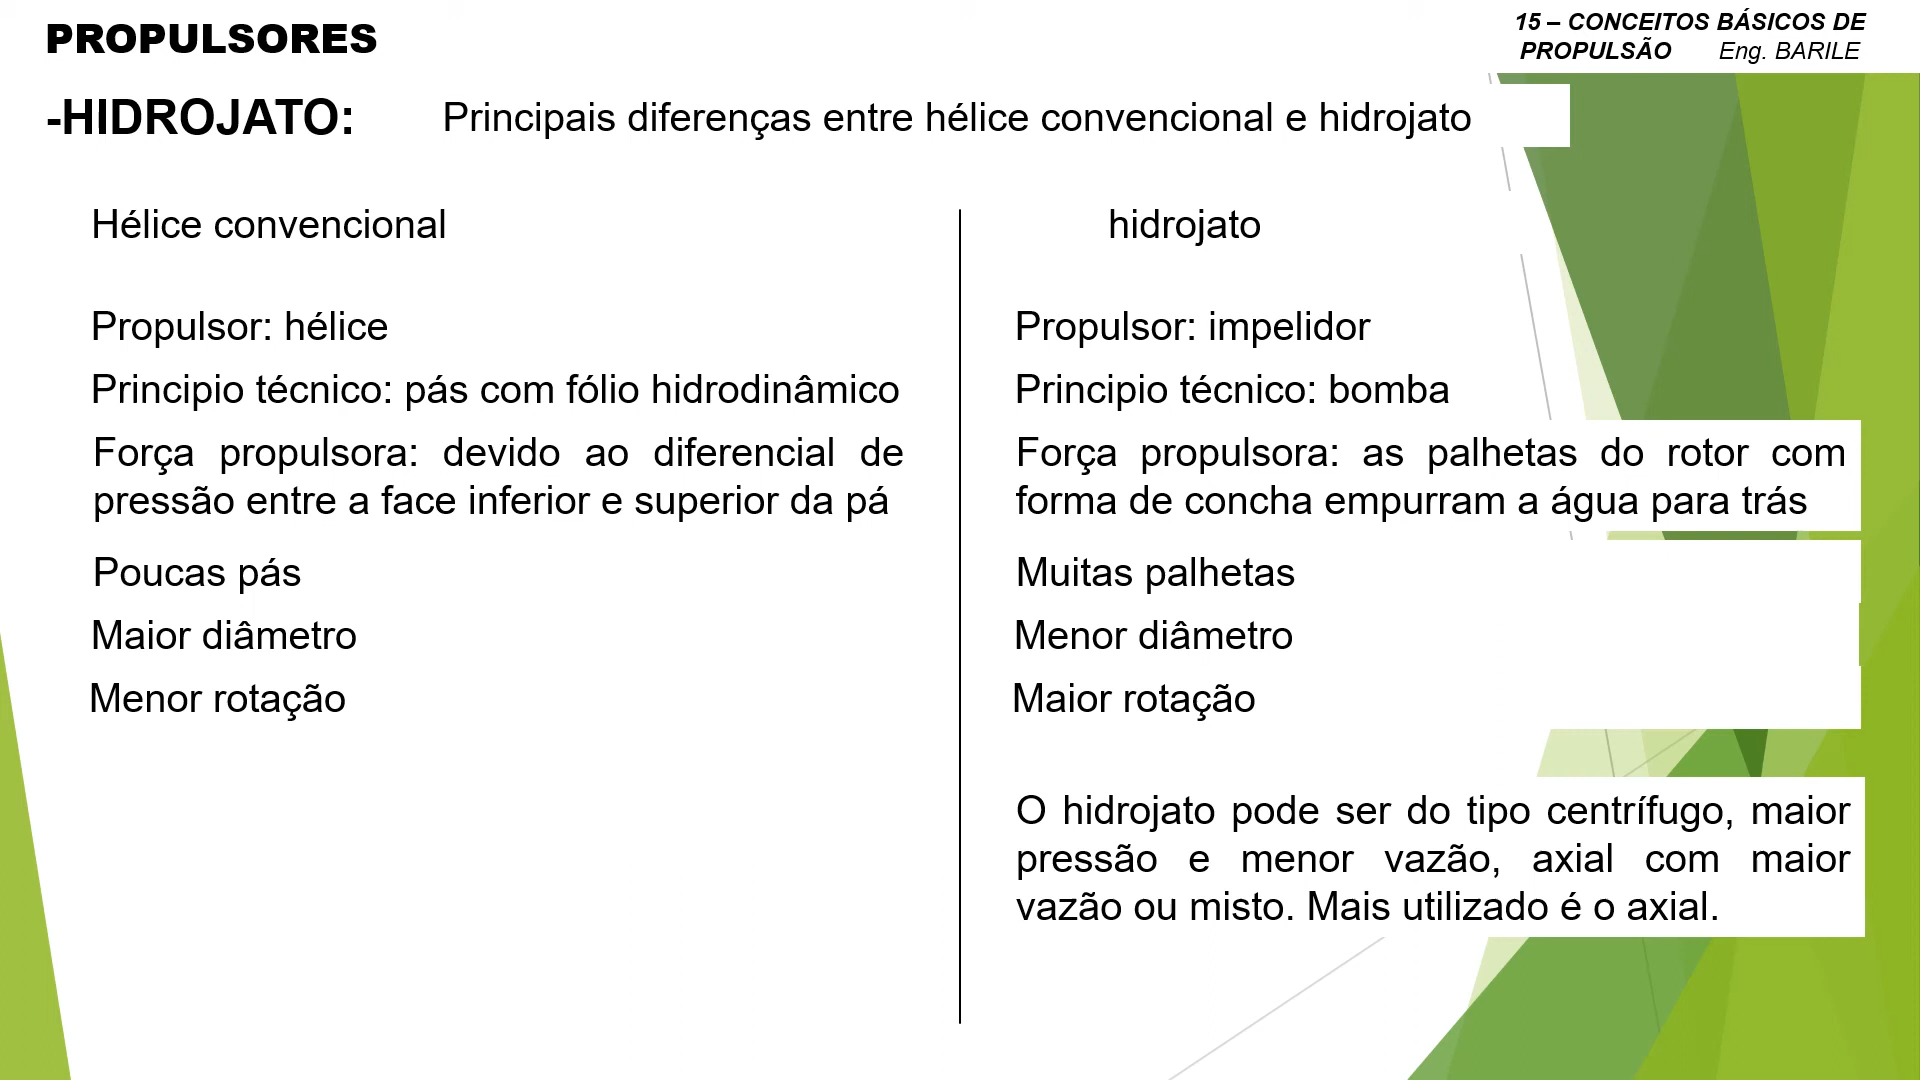 PROPULSORES
15 – CONCEITOS BÁSICOS DE
PROPULSÃO Eng. BARILE
-HIDROJATO: Principais diferenças entre hélice convencional e hidrojato
Hélice convencional
Propulsor: hélice
Principio técnico: pás com fólio hidrodinâmico
Força propulsora: devido ao diferencial de
pressão entre a face inferior e superior da pá
Poucas pás
Maior diâmetro
Menor rotação
hidrojato
Propulsor: impelidor
Principio técnico: bomba
Força propulsora: as palhetas do rotor com
forma de concha empurram a água para trás
Muitas palhetas
Menor diâmetro
Maior rotação
O hidrojato pode ser do tipo centrífugo, maior
pressão e menor vazão, axial com maior
vazão ou misto. Mais utilizado é o axial.